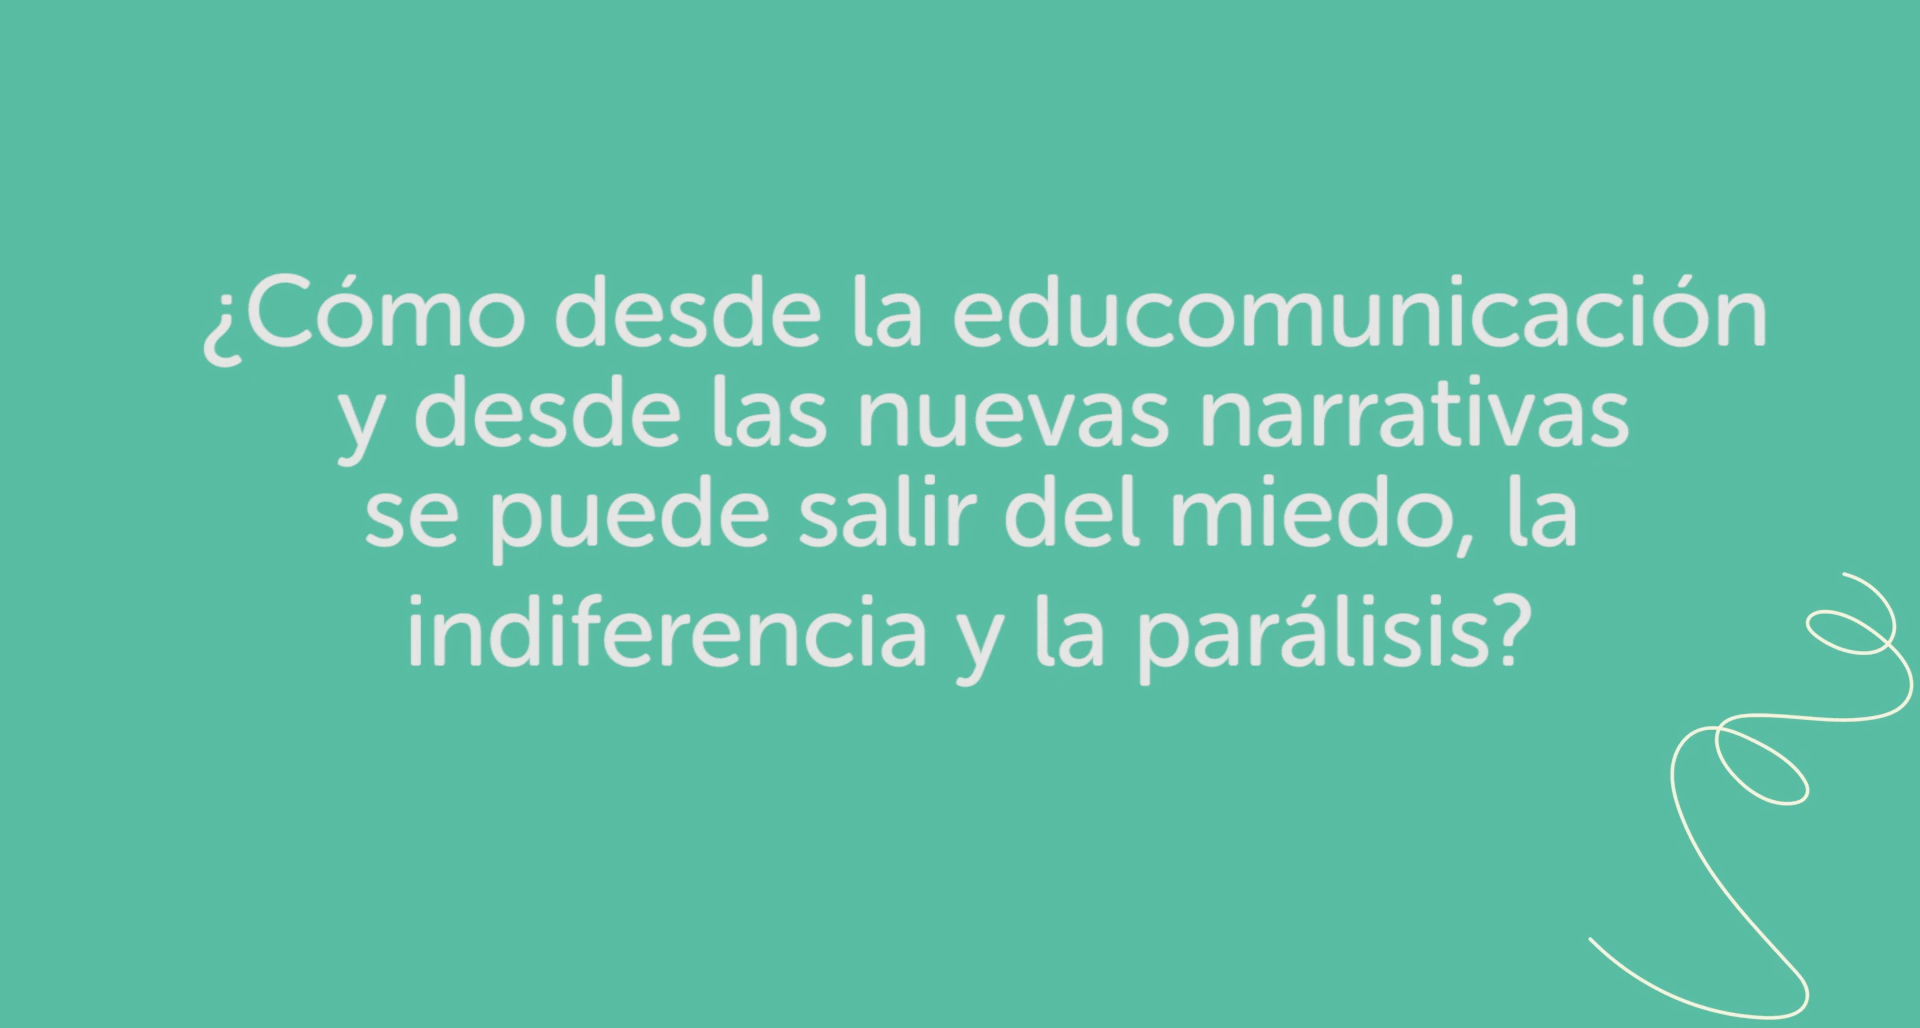 ¿Cómo desde la educomunicación
y desde las nuevas narrativas
se puede salir del miedo, la
indiferencia y la parálisis?